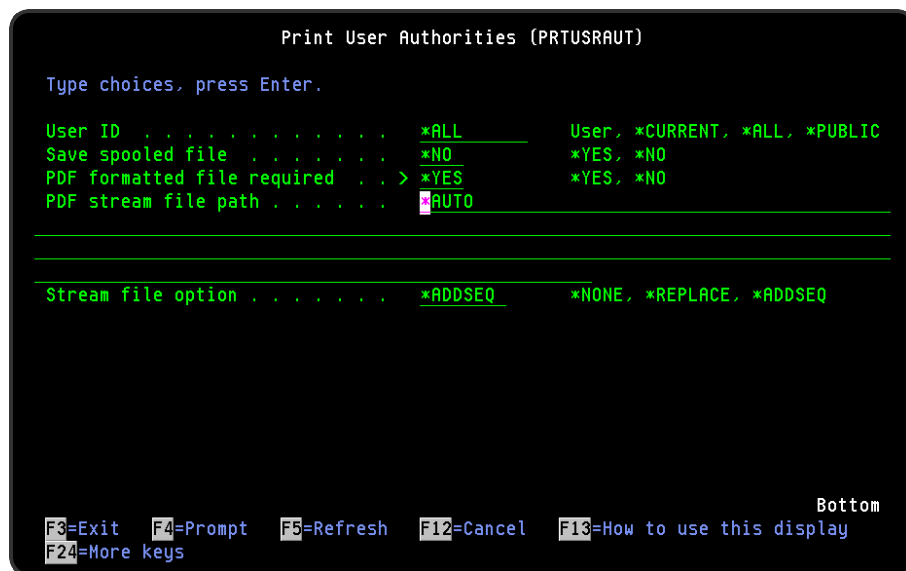 Print User Authorities (PRTUSRAUT)
Type choices, press Enter.
User ID . . . . . . . . . . . . *ALL User, *CURRENT, *ALL, *PUBLIC
Save spooled file . . . . . . . *NO *YES, *NO
PDF formatted file required . . > *YES *YES, *NO
PDF stream file path . . . . . . *AUTO
Stream file option . . . . . . . *ADDSEQ *NONE, *REPLACE, *ADDSEQ
Bottom
F3=Exit F4=Prompt F5=Refresh F12=Cancel F13=How to use this display
F24=More keys